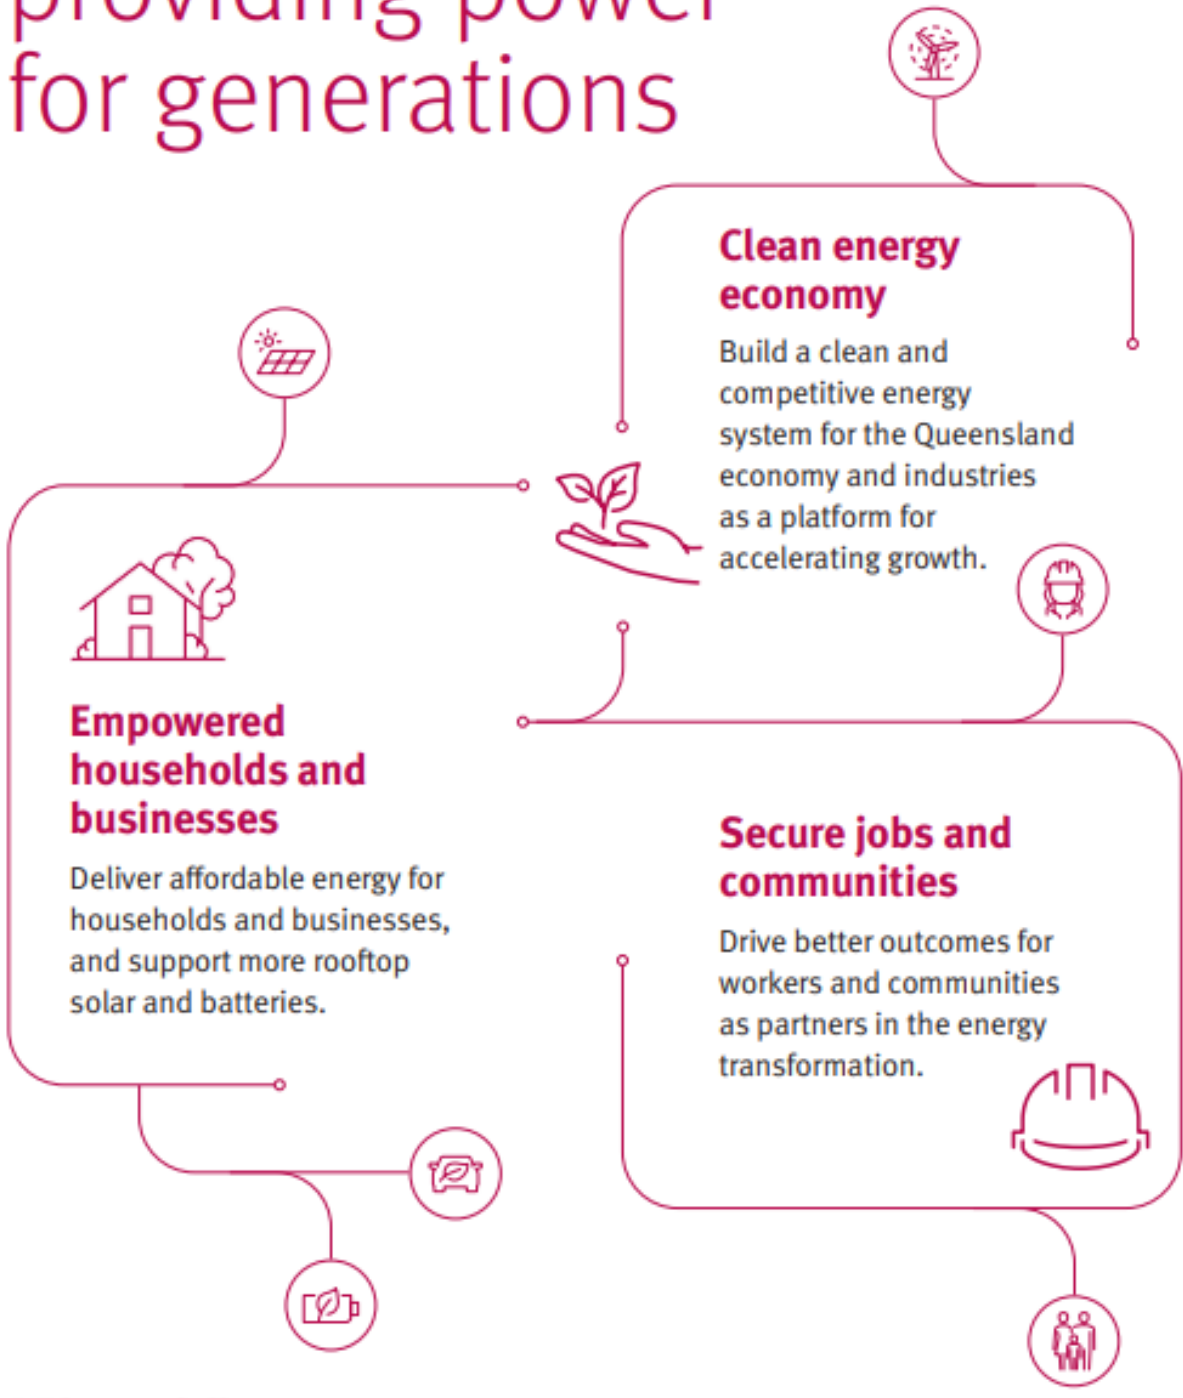 providing power
for generations
Clean energy
economy
Build a clean and
competitive energy
system for the Queensland
economy and industries
as a platform for
accelerating growth.
Empowered
households and
businesses
Deliver affordable energy for
households and businesses,
and support more rooftop
solar and batteries.
Secure jobs and
communities
Drive better outcomes for
workers and communities
as partners in the energy
transformation.